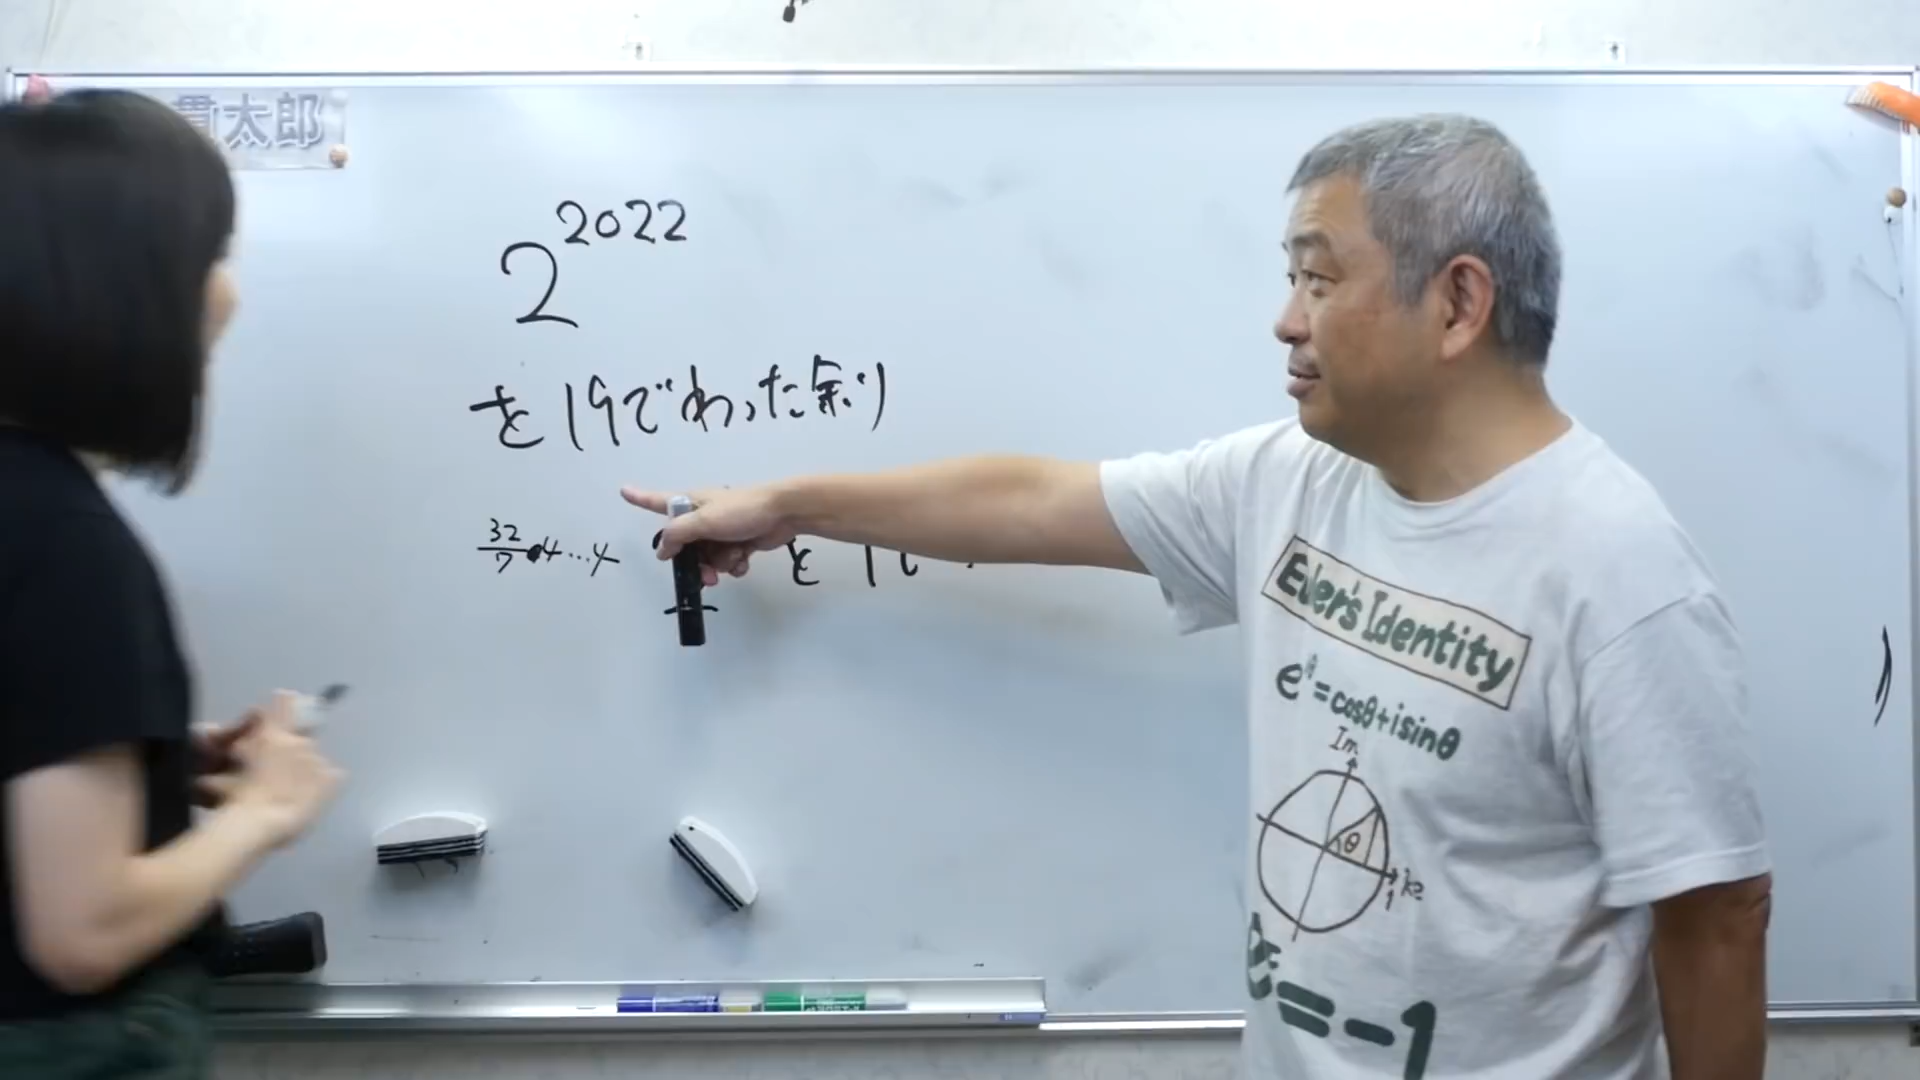 貫太郎
2^2022
を19でわった余り
32/7 4…4
を 1
Euler's Identity
e^iθ=cosθ+isinθ
Im
θ
Re
1
=-1